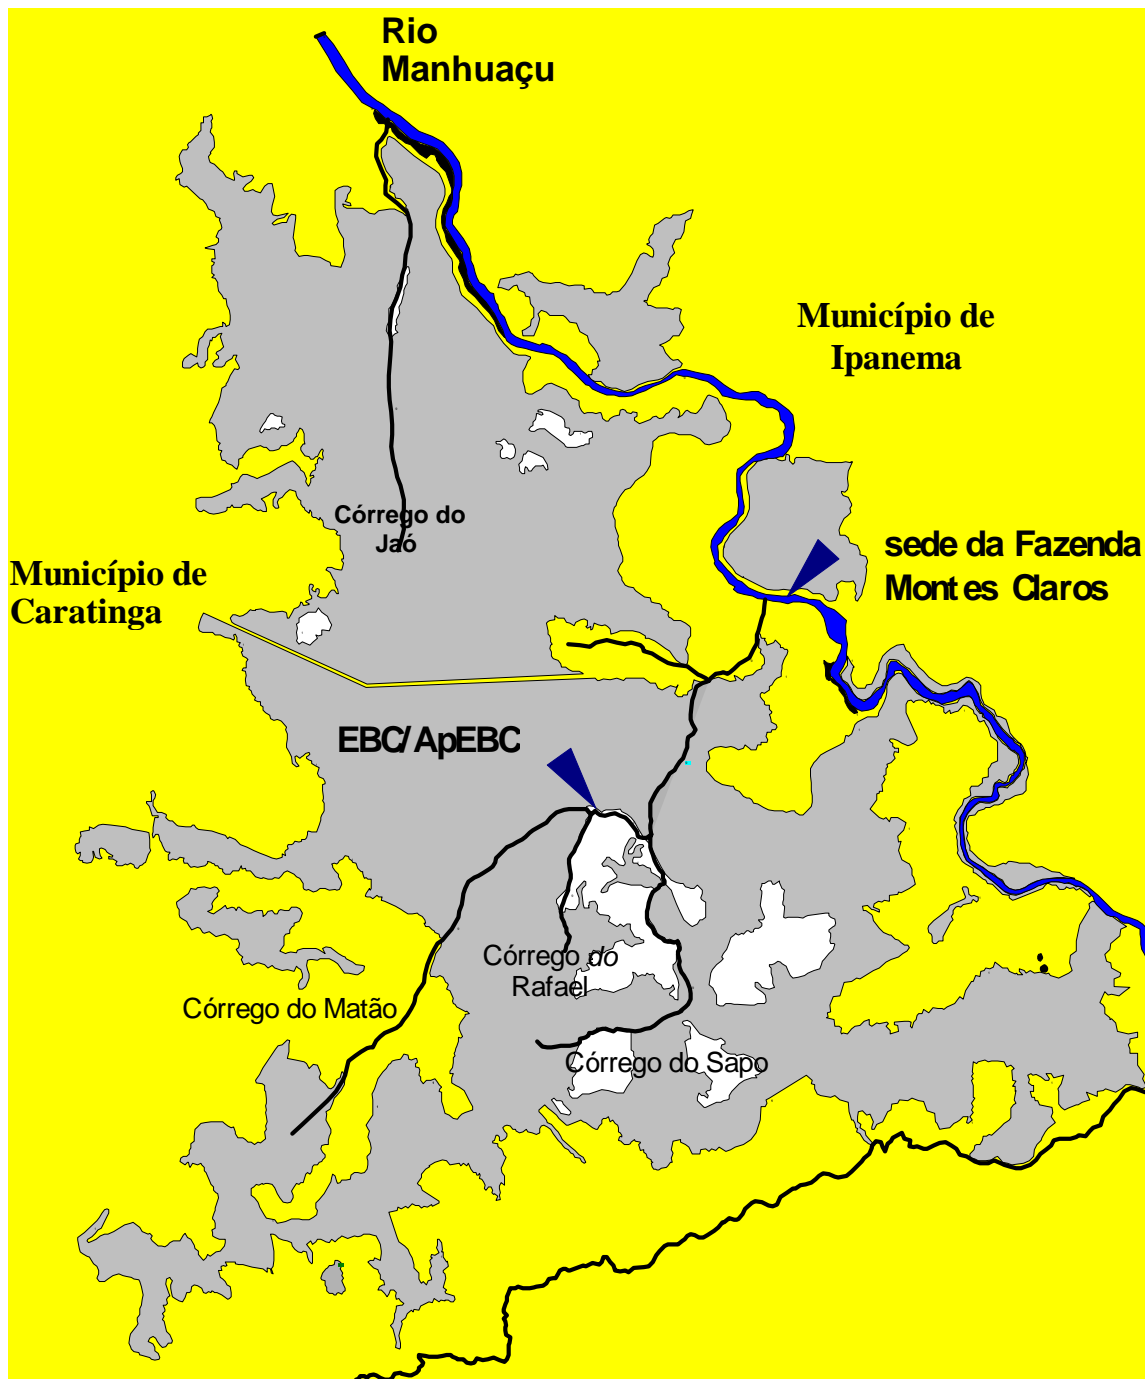 Rio
Manhuaçu
Município de
Ipanema
Córrego do
Jaó
sede da Fazenda
Montes Claros
Município de
Caratinga
EBC/ApEBC
Córrego do
Rafael
Córrego do Matão
Córrego do Sapo